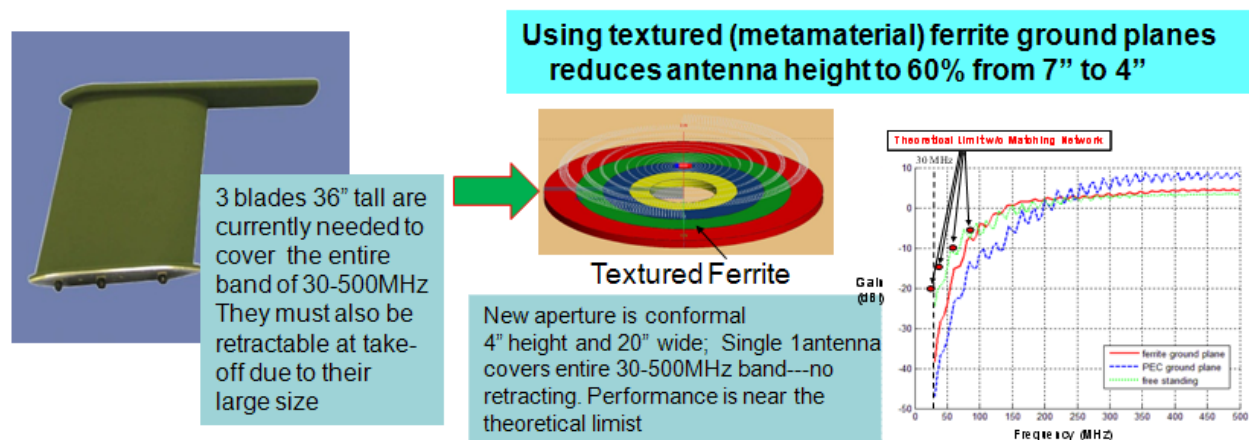 Using textured (metamaterial) ferrite ground planes
reduces antenna height to 60% from 7” to 4”
3 blades 36” tall are
currently needed to
cover the entire
band of 30-500MHz
They must also be
retractable at take-
off due to their
large size
Textured Ferrite
New aperture is conformal
4” height and 20” wide; Single 1antenna
covers entire 30-500MHz band---no
retracting. Performance is near the
theoretical limist
Theoretical Limit w/o Matching Network
30 MHz
10
0
-10
-20
-30
-40
-50
Gain
(dBi)
ferrite ground plane
PEC ground plane
free standing
0
50
100
150
200
250
300
350
400
450
500
Frequency (MHz)